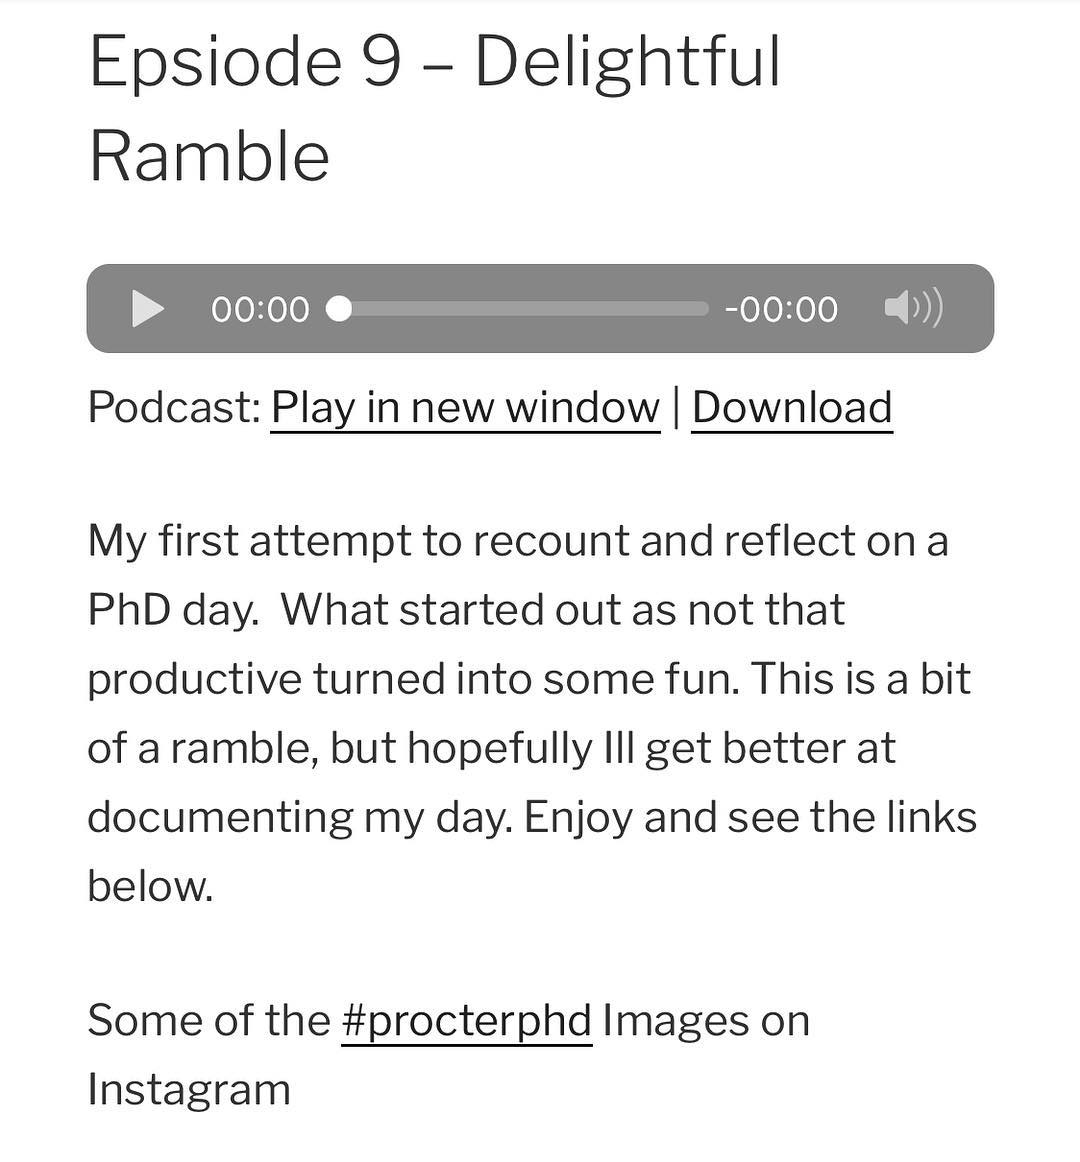 Epsiode 9 – Delightful
Ramble
00:00 -00:00
Podcast: Play in new window | Download
My first attempt to recount and reflect on a
PhD day.  What started out as not that
productive turned into some fun. This is a bit
of a ramble, but hopefully Ill get better at
documenting my day. Enjoy and see the links
below.
Some of the #procterphd Images on
Instagram